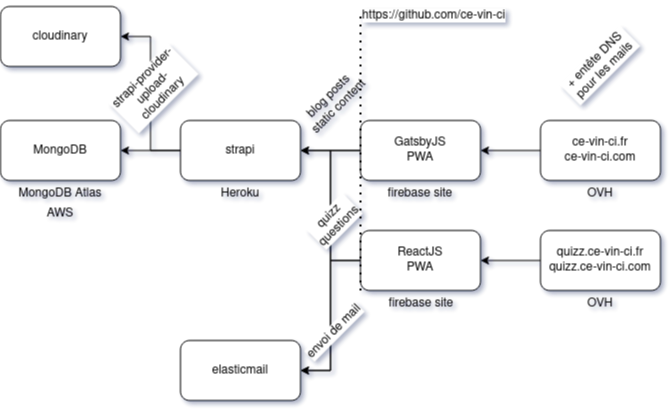 https://github.com/ce-vin-ci
cloudinary
strapi-provider-
upload-
cloudinary
blog posts
static content
+ entête DNS
pour les mails
MongoDB
MongoDB Atlas
AWS
strapi
Heroku
GatsbyJS
PWA
firebase site
ce-vin-ci.fr
ce-vin-ci.com
OVH
quizz
questions
ReactJS
PWA
firebase site
quizz.ce-vin-ci.fr
quizz.ce-vin-ci.com
OVH
envoi de mail
elasticmail